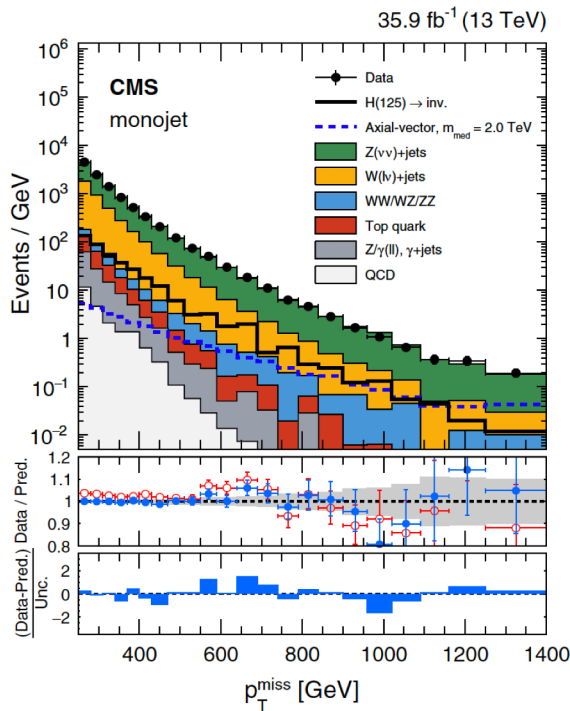 35.9 fb⁻¹ (13 TeV)
10⁶
10⁵
10⁴
10³
10²
10
1
10⁻¹
10⁻²
Events / GeV
CMS
monojet
Data
H(125) → inv.
Axial-vector, m_med = 2.0 TeV
Z(νν)+jets
W(lν)+jets
WW/WZ/ZZ
Top quark
Z/γ(ll), γ+jets
QCD
1.2
1.1
1
0.9
0.8
Data / Pred.
2
0
−2
(Data-Pred.)
Unc.
400 600 800 1000 1200 1400
p_T^miss [GeV]